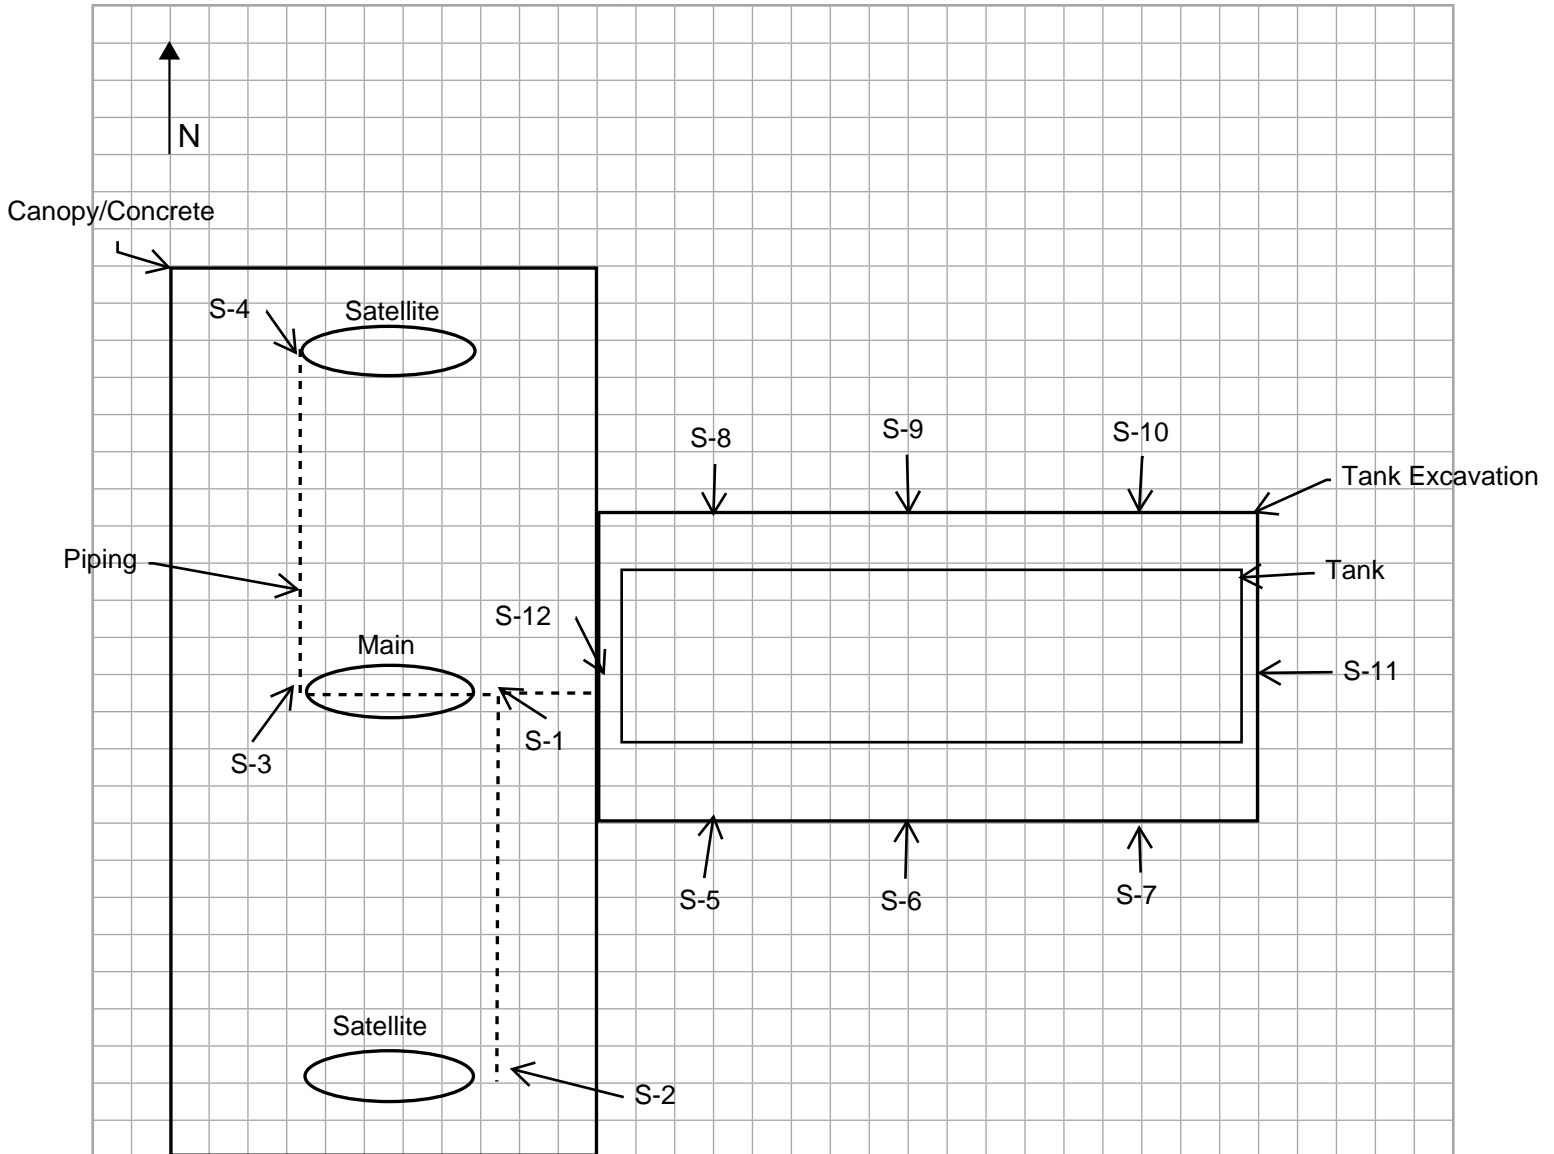 N
Canopy/Concrete
S-4
Satellite
S-8
S-9
S-10
Tank Excavation
Piping
Tank
S-12
Main
S-11
S-1
S-3
S-5
S-6
S-7
Satellite
S-2